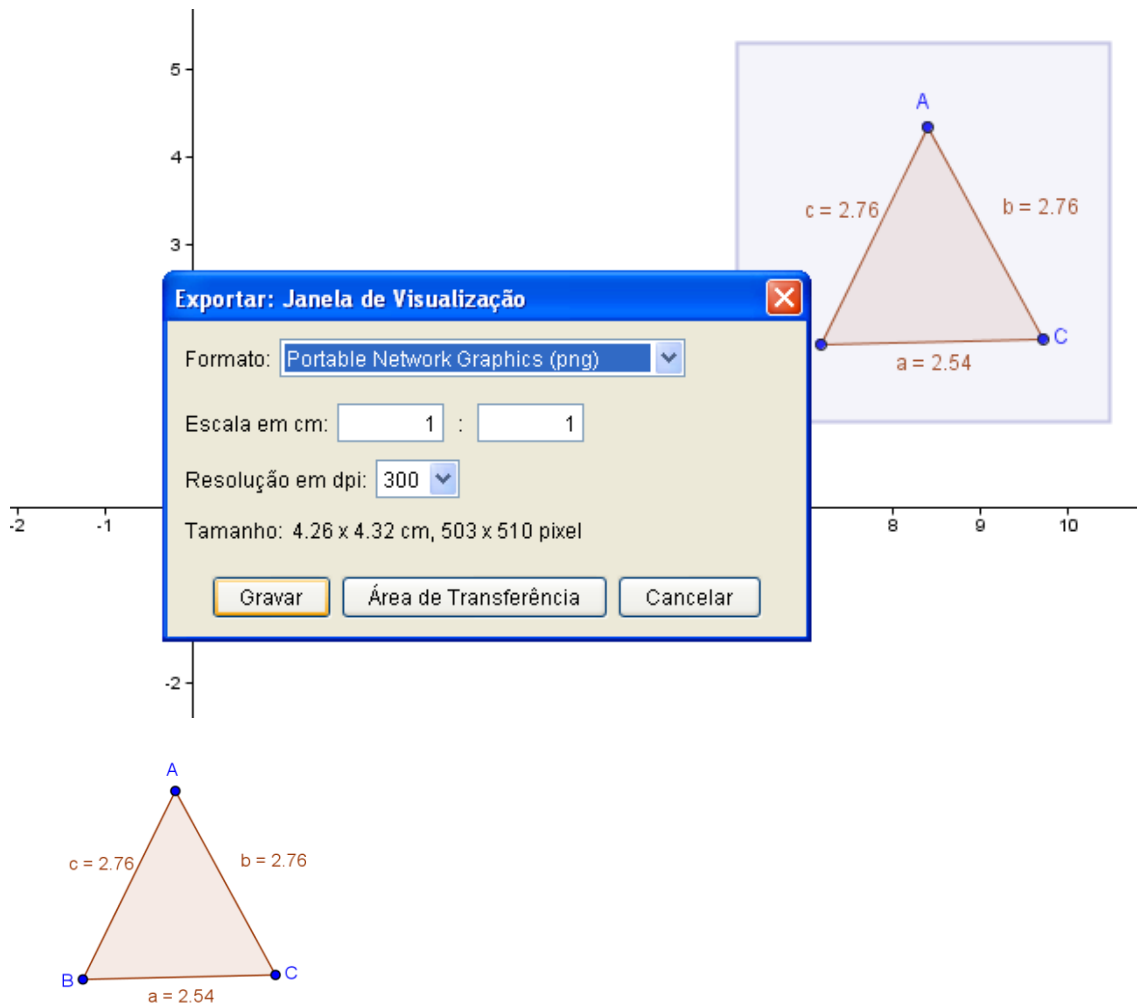 5
A
4
c = 2.76
b = 2.76
3
Exportar: Janela de Visualização
Formato: Portable Network Graphics (png)
C
a = 2.54
Escala em cm: 1 : 1
Resolução em dpi: 300
-2 -1 8 9 10
Tamanho: 4.26 x 4.32 cm, 503 x 510 pixel
Gravar Área de Transferência Cancelar
-2
A
c = 2.76 b = 2.76
B C
a = 2.54